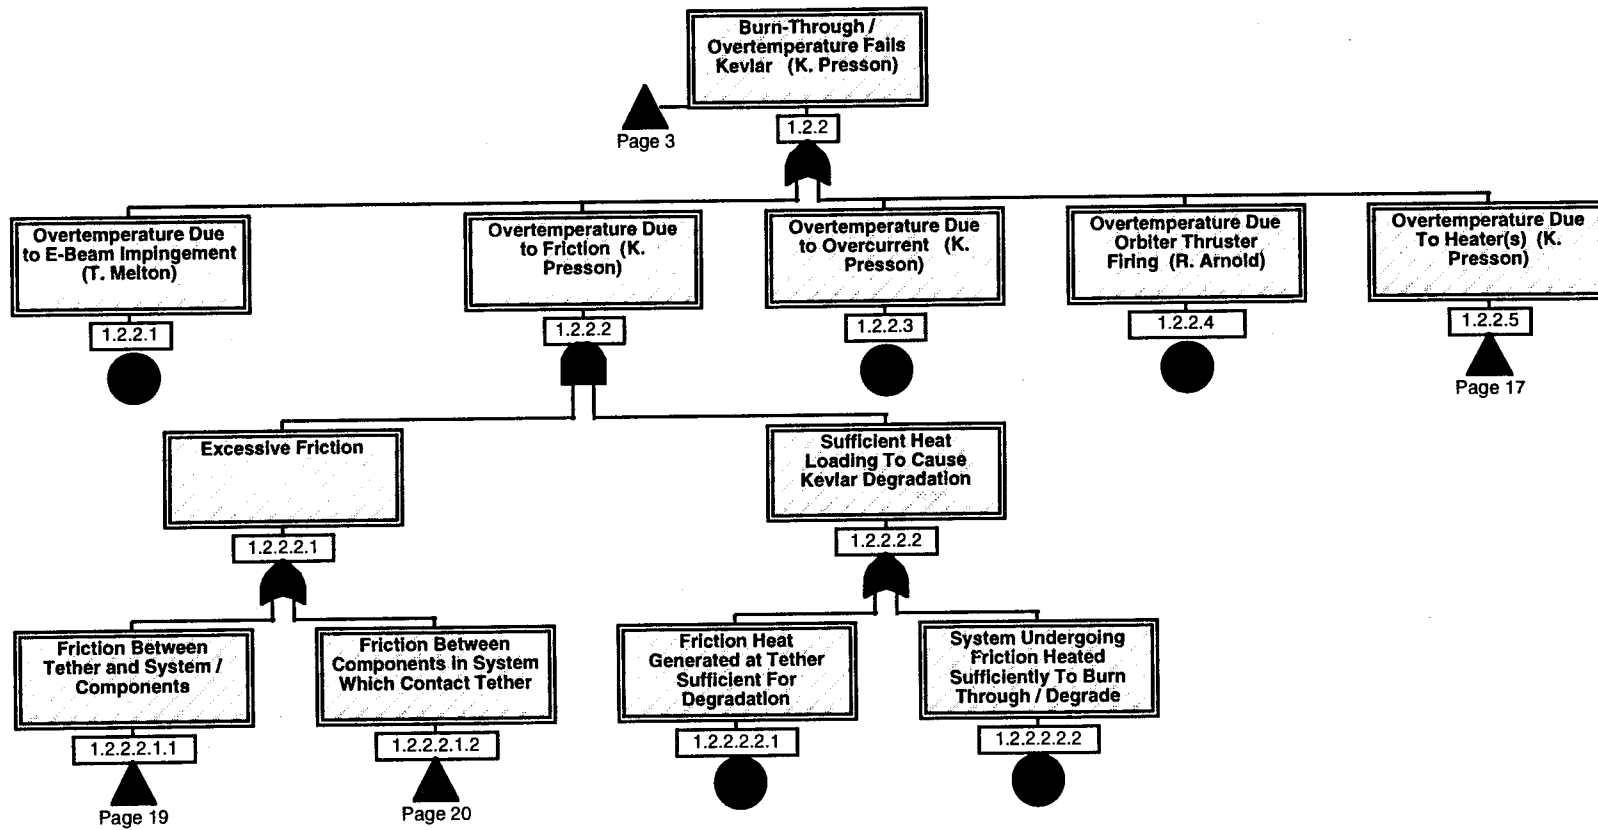 Burn-Through /
Overtemperature Fails
Kevlar (K. Presson)
Page 3
1.2.2
Overtemperature Due
to E-Beam Impingement
(T. Melton)
1.2.2.1
Overtemperature Due
to Friction (K.
Presson)
1.2.2.2
Overtemperature Due
to Overcurrent (K.
Presson)
1.2.2.3
Overtemperature Due
Orbiter Thruster
Firing (R. Arnold)
1.2.2.4
Overtemperature Due
To Heater(s) (K.
Presson)
1.2.2.5
Page 17
Excessive Friction
1.2.2.2.1
Sufficient Heat
Loading To Cause
Kevlar Degradation
1.2.2.2.2
Friction Between
Tether and System /
Components
1.2.2.2.1.1
Page 19
Friction Between
Components in System
Which Contact Tether
1.2.2.2.1.2
Page 20
Friction Heat
Generated at Tether
Sufficient For
Degradation
1.2.2.2.2.1
System Undergoing
Friction Heated
Sufficiently To Burn
Through / Degrade
1.2.2.2.2.2